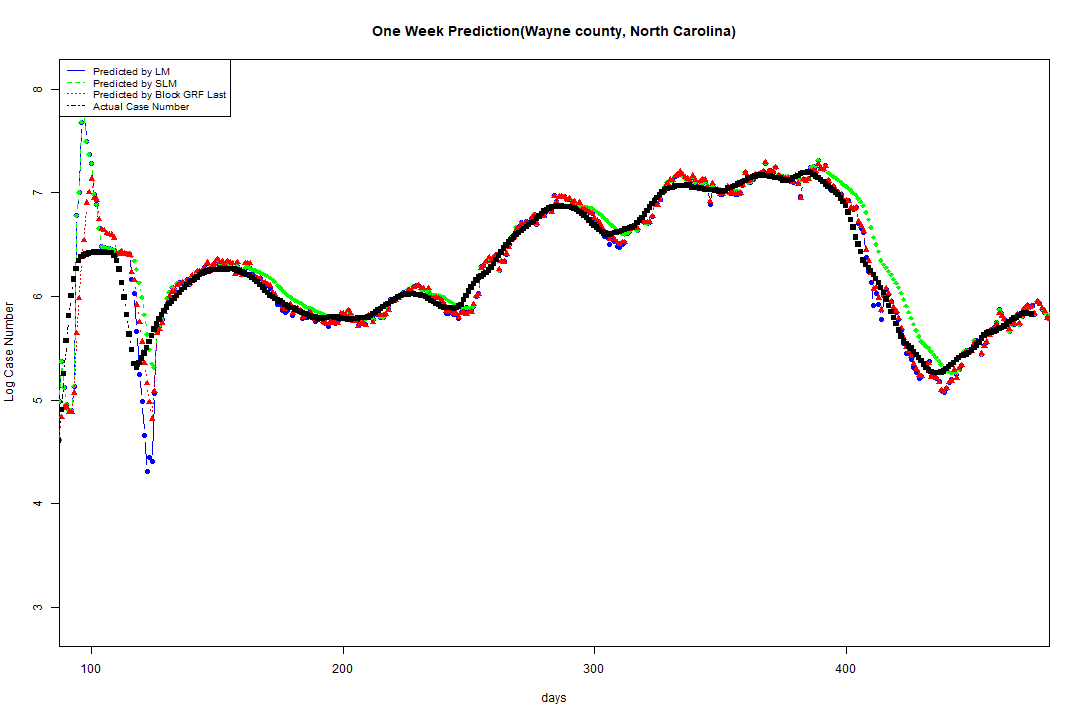 One Week Prediction(Wayne county, North Carolina)
Predicted by LM
Predicted by SLM
Predicted by Block GRF Last
Actual Case Number
Log Case Number
8
7
6
5
4
3
100
200
300
400
days